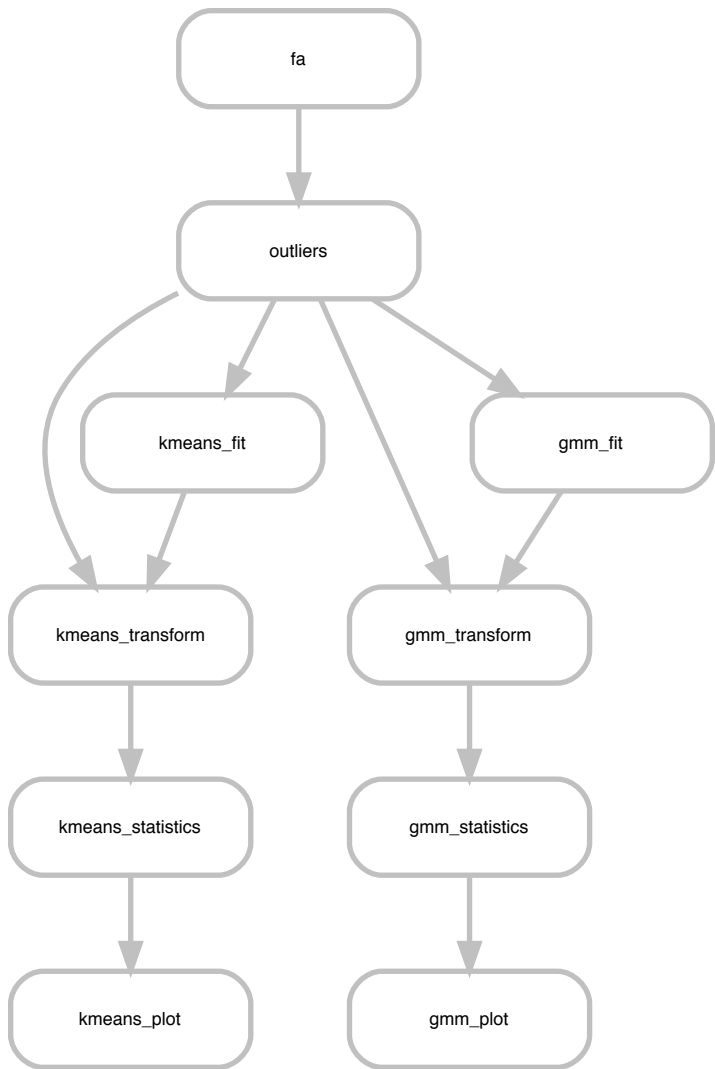 fa
outliers
kmeans_fit
gmm_fit
kmeans_transform
gmm_transform
kmeans_statistics
gmm_statistics
kmeans_plot
gmm_plot